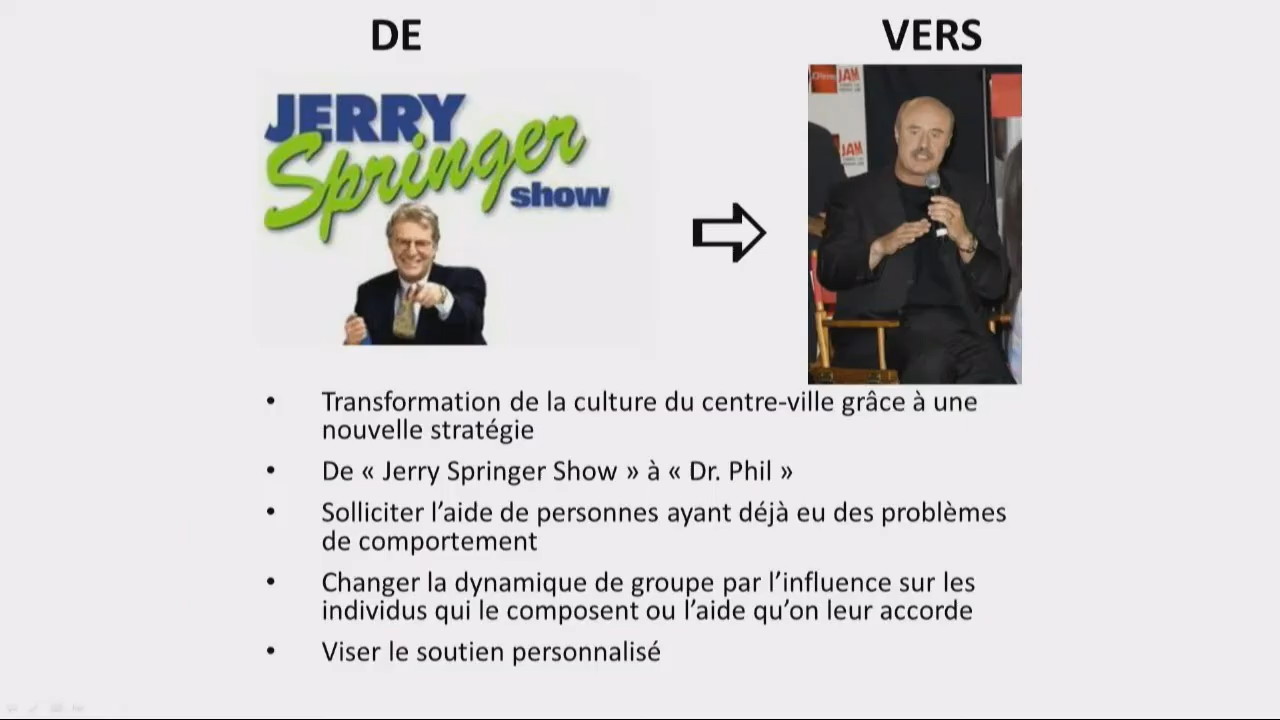 DE
VERS
JERRY
Springer
show
JAM
JAM
• Transformation de la culture du centre-ville grâce à une
nouvelle stratégie
• De « Jerry Springer Show » à « Dr. Phil »
• Solliciter l’aide de personnes ayant déjà eu des problèmes
de comportement
• Changer la dynamique de groupe par l’influence sur les
individus qui le composent ou l’aide qu’on leur accorde
• Viser le soutien personnalisé